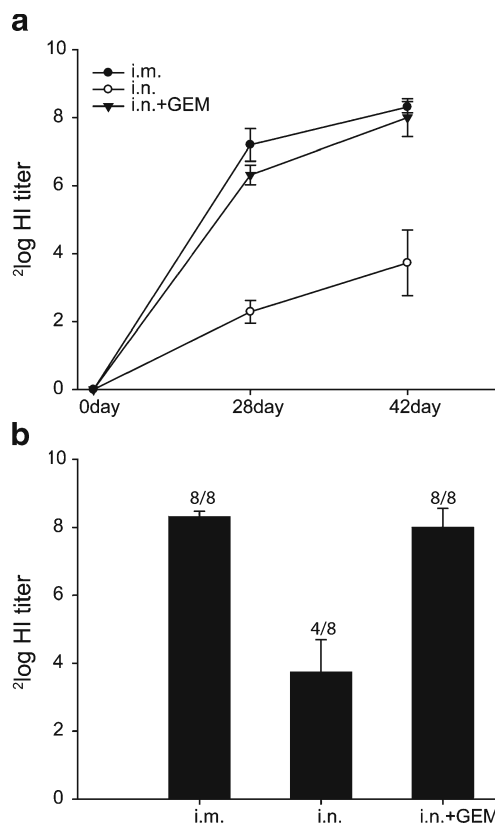 a
10
8
6
4
2
0
²log HI titer
i.m.
i.n.
i.n.+GEM
0day 28day 42day
b
10
8
6
4
2
0
²log HI titer
8/8
4/8
8/8
i.m. i.n. i.n.+GEM